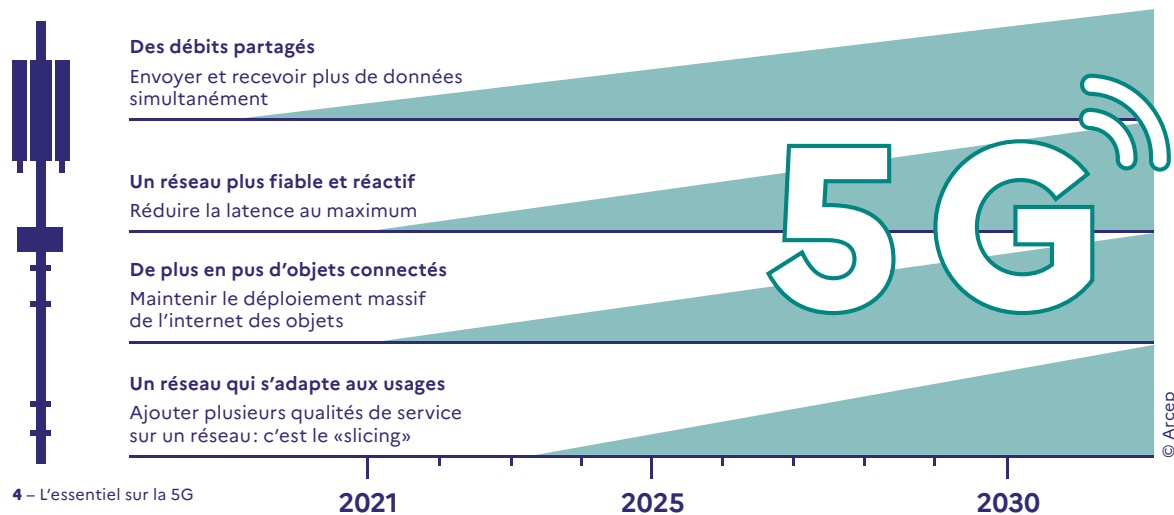 Des débits partagés
Envoyer et recevoir plus de données
simultanément
Un réseau plus fiable et réactif
Réduire la latence au maximum
De plus en pus d’objets connectés
Maintenir le déploiement massif
de l’internet des objets
Un réseau qui s’adapte aux usages
Ajouter plusieurs qualités de service
sur un réseau : c’est le «slicing»
5G
© Arcep
2021
2025
2030
4 – L’essentiel sur la 5G